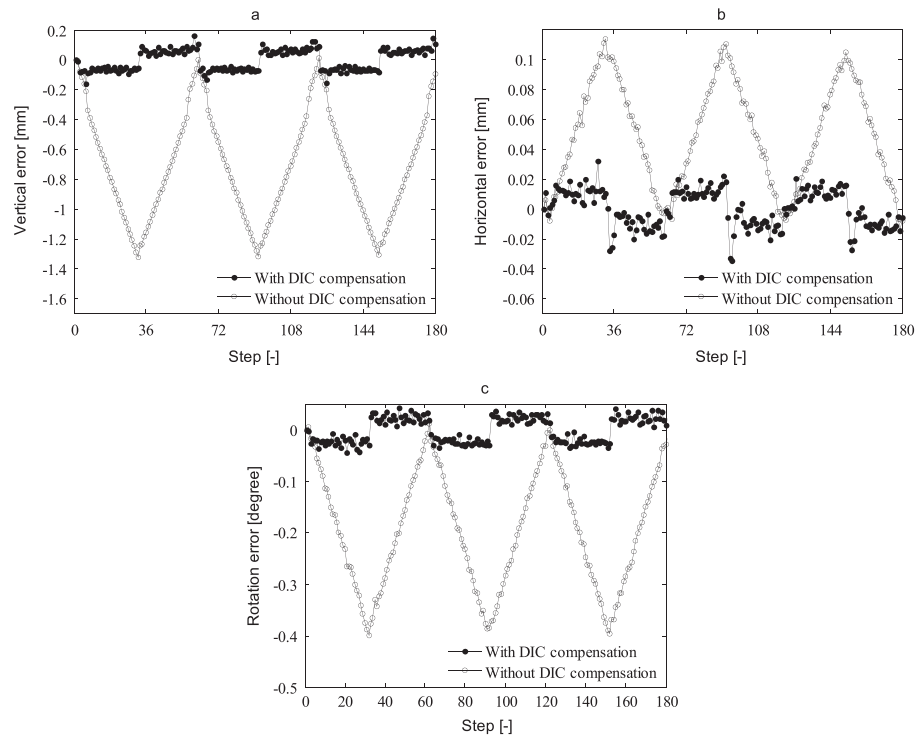 a
0.2
0
-0.2
-0.4
-0.6
-0.8
-1
-1.2
-1.4
-1.6
Vertical error [mm]
With DIC compensation
Without DIC compensation
0 36 72 108 144 180
Step [-]
b
0.1
0.08
0.06
0.04
0.02
0
-0.02
-0.04
-0.06
Horizontal error [mm]
With DIC compensation
Without DIC compensation
0 36 72 108 144 180
Step [-]
c
0
-0.1
-0.2
-0.3
-0.4
-0.5
Rotation error [degree]
With DIC compensation
Without DIC compensation
0 20 40 60 80 100 120 140 160 180
Step [-]